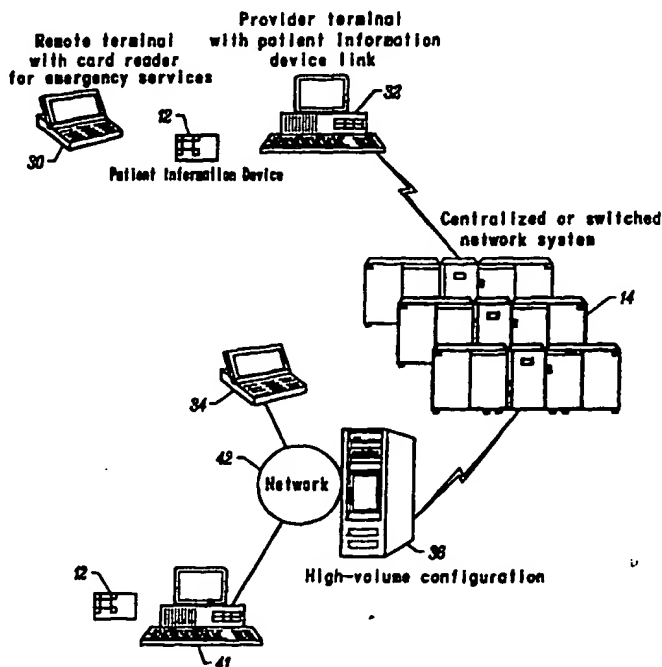 Provider terminal
with patient information
device link
Remote terminal
with card reader
for emergency services
32
12
30
Patient Information Device
Centralized or switched
network system
14
34
42
Network
36
High-volume configuration
12
41